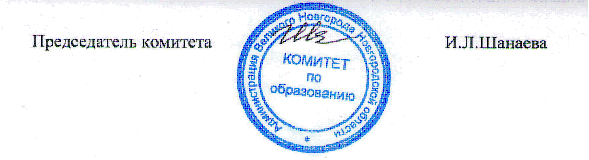 Председатель комитета И.Л.Шанаева
Администрация Великого Новгорода Новгородской области
КОМИТЕТ
по
образованию